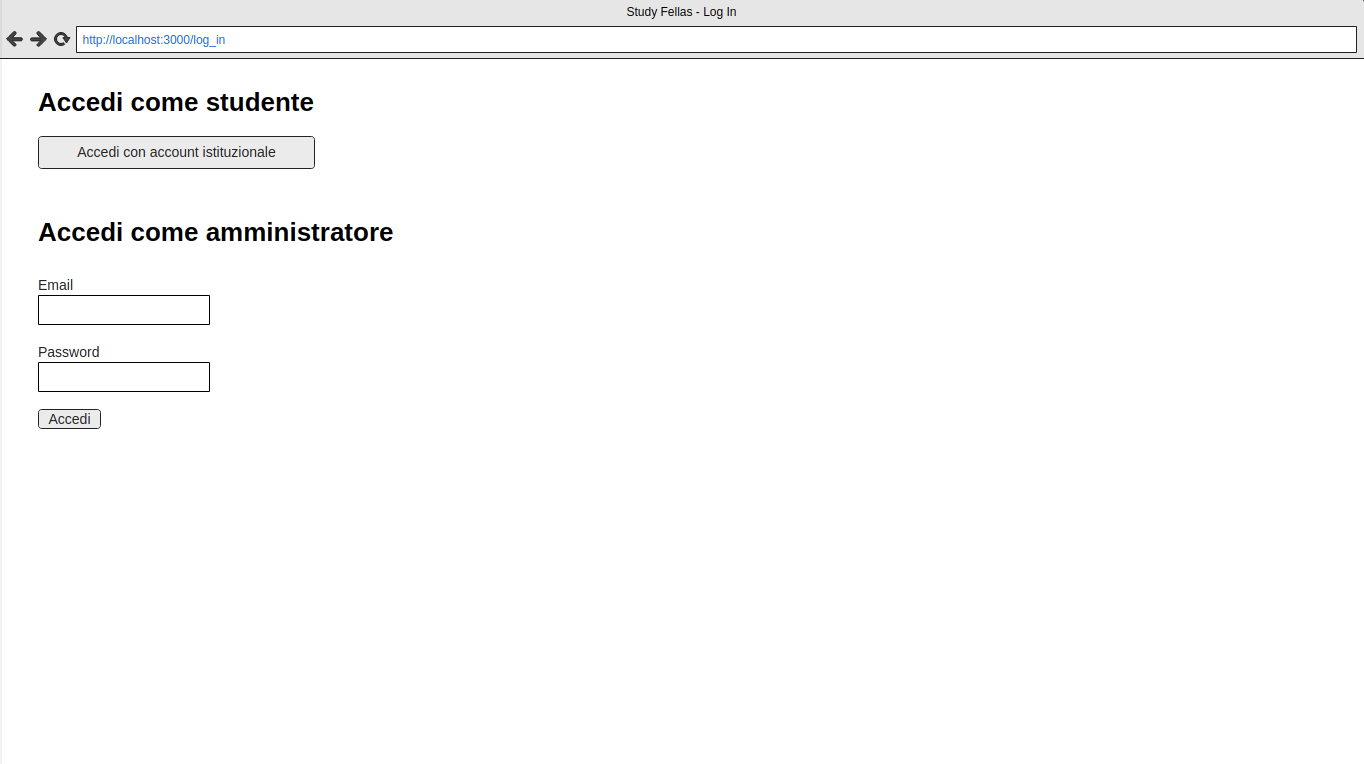 Study Fellas - Log In
http://localhost:3000/log_in
Accedi come studente
Accedi con account istituzionale
Accedi come amministratore
Email
Password
Accedi